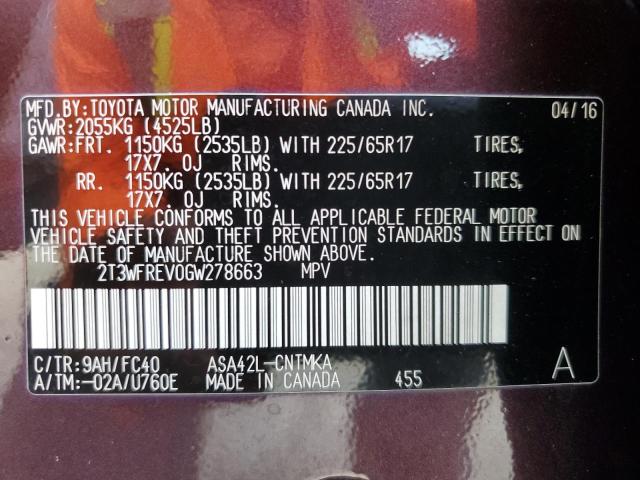 MFD.BY:TOYOTA MOTOR MANUFACTURING CANADA INC. 04/16
GVWR:2055KG (4525LB)
GAWR:FRT. 1150KG (2535LB) WITH 225/65R17 TIRES,
17X7.0J RIMS.
RR. 1150KG (2535LB) WITH 225/65R17 TIRES,
17X7.0J RIMS.
THIS VEHICLE CONFORMS TO ALL APPLICABLE FEDERAL MOTOR
VEHICLE SAFETY AND THEFT PREVENTION STANDARDS IN EFFECT ON
THE DATE OF MANUFACTURE SHOWN ABOVE.
2T3WFREV0GW278663 MPV
C/TR:9AH/FC40 ASA42L-CNTMKA A
A/TM:-02A/U760E MADE IN CANADA 455